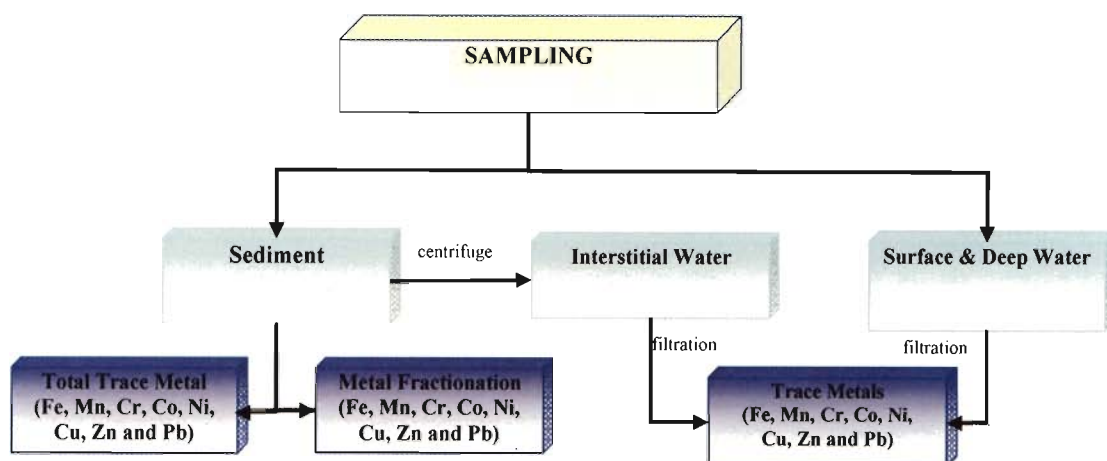 SAMPLING
Sediment
centrifuge
Interstitial Water
Surface & Deep Water
filtration
filtration
Total Trace Metal
(Fe, Mn, Cr, Co, Ni,
Cu, Zn and Pb)
Metal Fractionation
(Fe, Mn, Cr, Co, Ni,
Cu, Zn and Pb)
Trace Metals
(Fe, Mn, Cr, Co, Ni,
Cu, Zn and Pb)